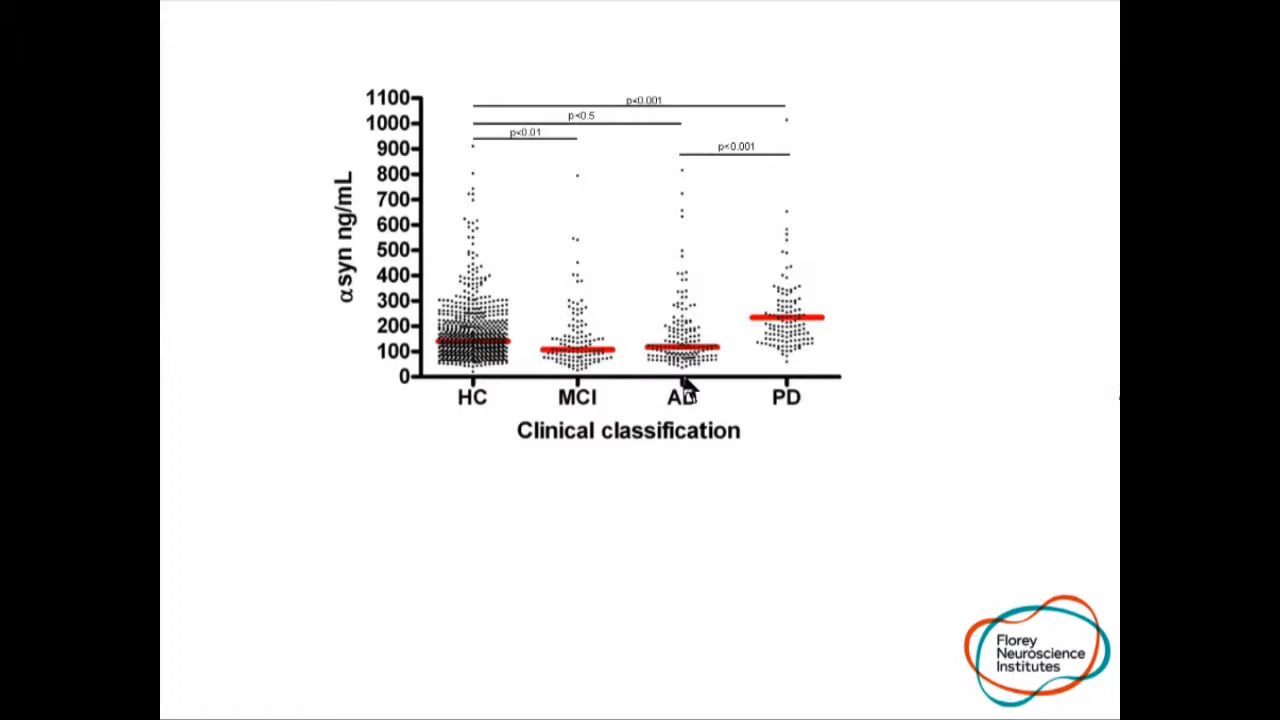 1100
1000
900
800
700
600
500
400
300
200
100
0
αsyn ng/mL
p<0.001
p<0.5
p<0.01
p<0.001
HC MCI AD PD
Clinical classification
Florey
Neuroscience
Institutes